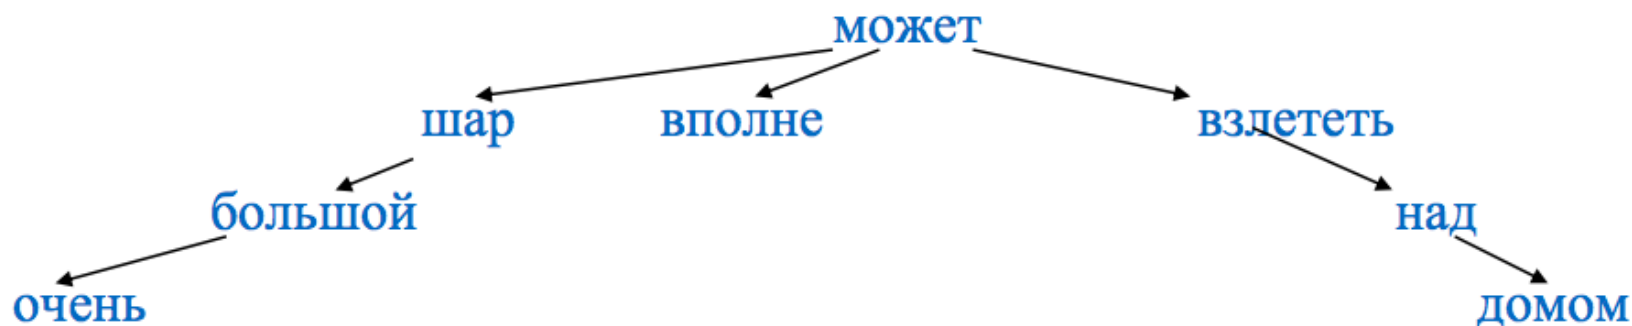 может
шар вполне взлететь
большой над
очень домом